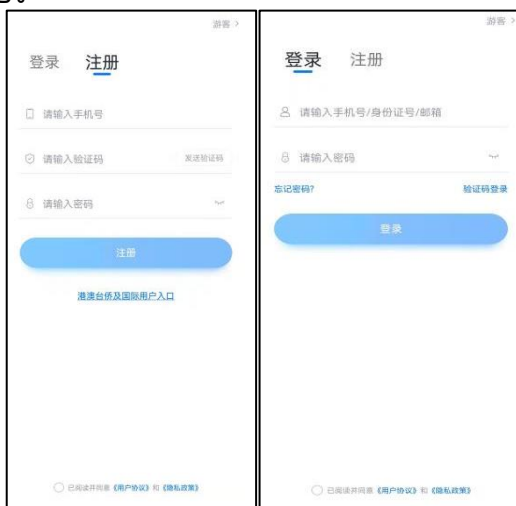 游客 >
登录 注册
请输入手机号
请输入验证码 发送验证码
请输入密码
注册
港澳台侨及国际用户入口
已阅读并同意《用户协议》和《隐私政策》
游客 >
登录 注册
请输入手机号/身份证号/邮箱
请输入密码
忘记密码? 验证码登录
登录
已阅读并同意《用户协议》和《隐私政策》